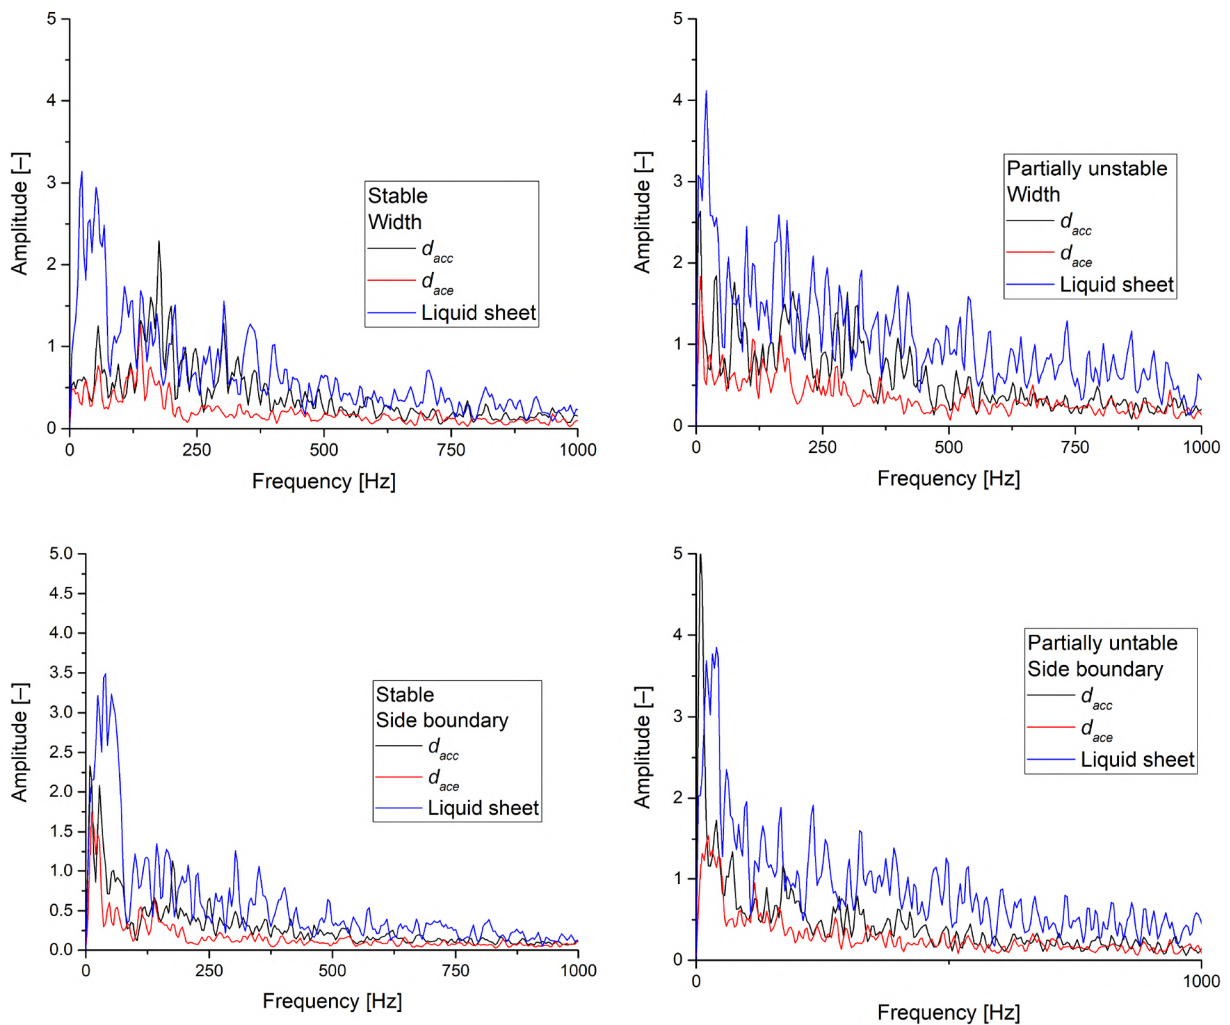 5
4
3
2
1
0
Amplitude [–]
0
250
500
750
1000
Frequency [Hz]
Stable
Width
dacc
dace
Liquid sheet
5
4
3
2
1
0
Amplitude [–]
0
250
500
750
1000
Frequency [Hz]
Partially unstable
Width
dacc
dace
Liquid sheet
5.0
4.5
4.0
3.5
3.0
2.5
2.0
1.5
1.0
0.5
0.0
Amplitude [–]
0
250
500
750
1000
Frequency [Hz]
Stable
Side boundary
dacc
dace
Liquid sheet
5
4
3
2
1
0
Amplitude [–]
0
1000
Frequency [Hz]
Partially untable
Side boundary
dacc
dace
Liquid sheet